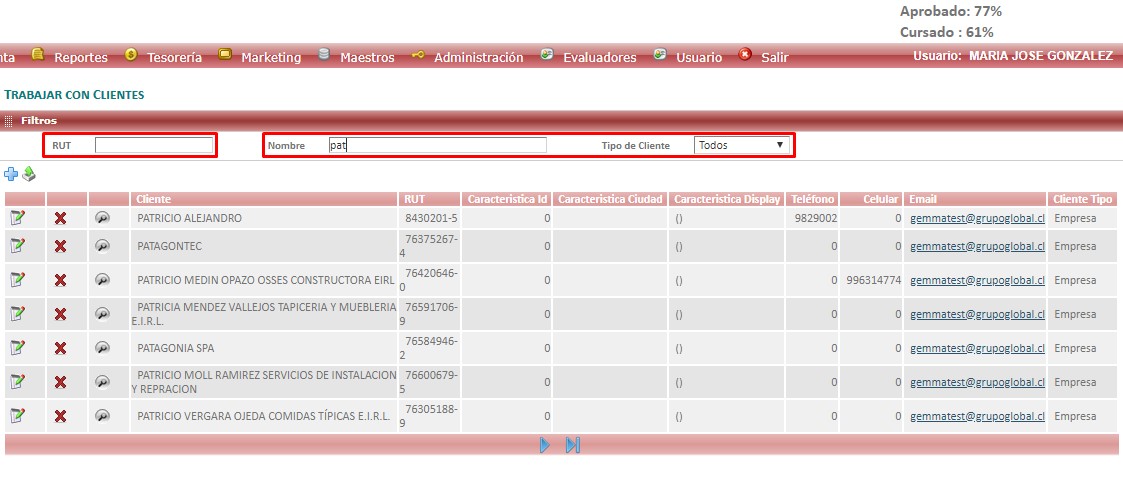 Aprobado: 77%
Cursado : 61%
nta Reportes Tesorería Marketing Maestros Administración Evaluadores Usuario Salir Usuario: MARIA JOSE GONZALEZ
TRABAJAR CON CLIENTES
Filtros
RUT Nombre pat Tipo de Cliente Todos
Cliente RUT Caracteristica Id Caracteristica Ciudad Caracteristica Display Teléfono Celular Email Cliente Tipo
PATRICIO ALEJANDRO 8430201-5 0 () 9829002 0 gemmatest@grupoglobal.cl Empresa
PATAGONTEC 76375267-
4 0 () 0 0 gemmatest@grupoglobal.cl Empresa
PATRICIO MEDIN OPAZO OSSES CONSTRUCTORA EIRL 76420646-
0 0 () 0 996314774 gemmatest@grupoglobal.cl Empresa
PATRICIA MENDEZ VALLEJOS TAPICERIA Y MUEBLERIA 76591706-
E.I.R.L. 9 0 () 0 0 gemmatest@grupoglobal.cl Empresa
PATAGONIA SPA 76584946-
2 0 () 0 0 gemmatest@grupoglobal.cl Empresa
PATRICIO MOLL RAMIREZ SERVICIOS DE INSTALACION 76600679-
Y REPRACION 5 0 () 0 0 gemmatest@grupoglobal.cl Empresa
PATRICIO VERGARA OJEDA COMIDAS TÍPICAS E.I.R.L. 76305188-
9 0 () 0 0 gemmatest@grupoglobal.cl Empresa